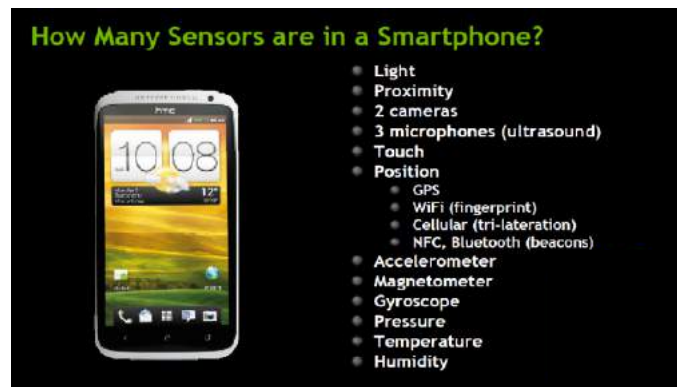 How Many Sensors are in a Smartphone?
Light
Proximity
2 cameras
3 microphones (ultrasound)
Touch
Position
GPS
WiFi (fingerprint)
Cellular (tri-lateration)
NFC, Bluetooth (beacons)
Accelerometer
Magnetometer
Gyroscope
Pressure
Temperature
Humidity
hTC
10 08
12°